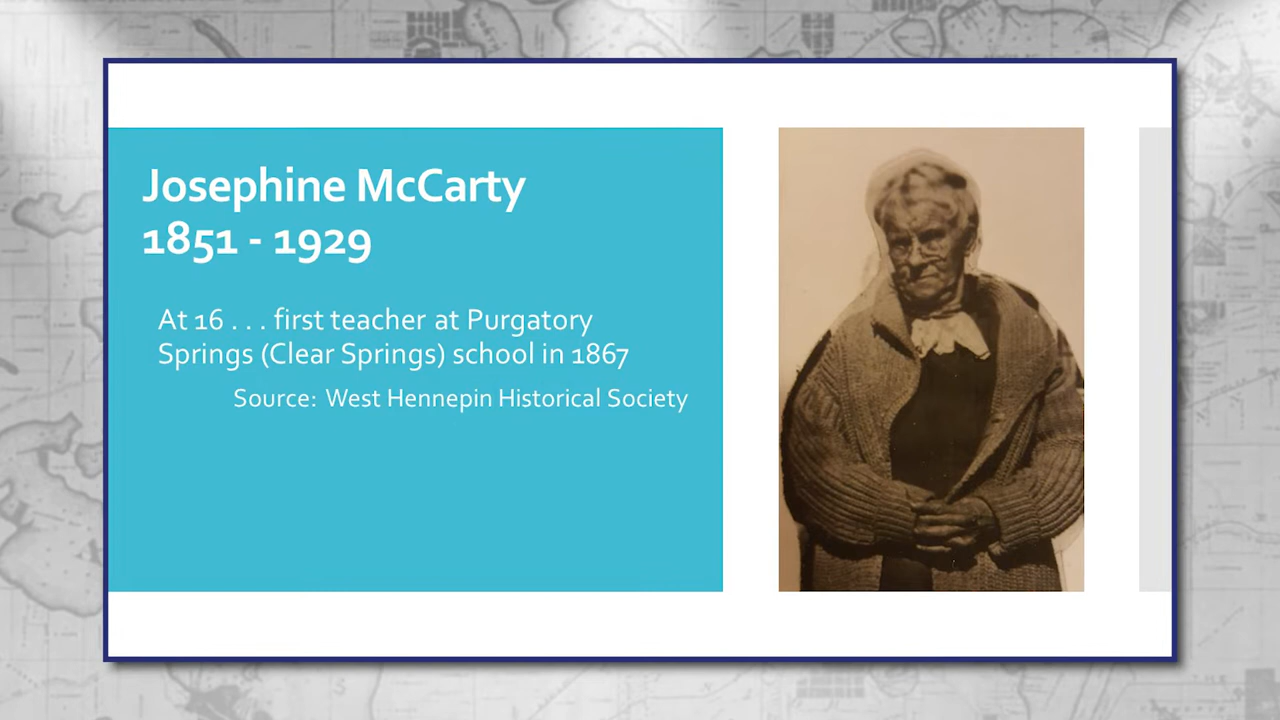 Josephine McCarty
1851 - 1929
At 16 . . . first teacher at Purgatory
Springs (Clear Springs) school in 1867
Source: West Hennepin Historical Society